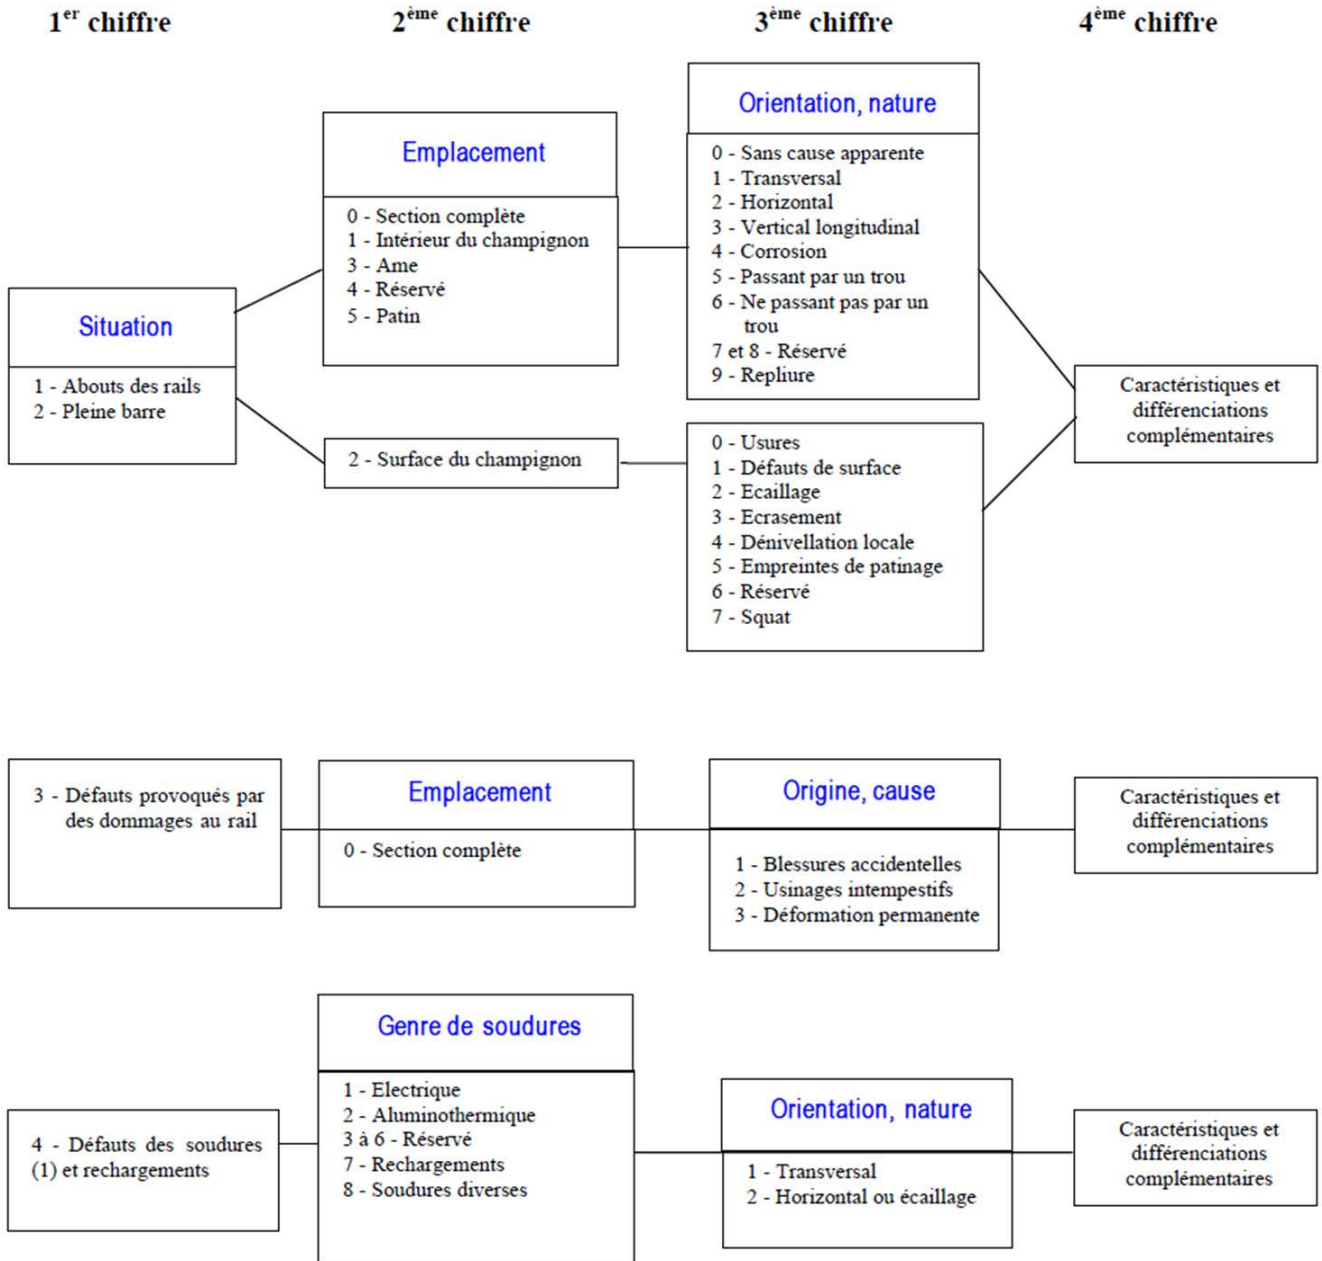 1er chiffre
2ème chiffre
3ème chiffre
4ème chiffre
Situation
1 - Abouts des rails
2 - Pleine barre
Emplacement
0 - Section complète
1 - Intérieur du champignon
3 - Ame
4 - Réservé
5 - Patin
2 - Surface du champignon
Orientation, nature
0 - Sans cause apparente
1 - Transversal
2 - Horizontal
3 - Vertical longitudinal
4 - Corrosion
5 - Passant par un trou
6 - Ne passant pas par un
trou
7 et 8 - Réservé
9 - Repliure
0 - Usures
1 - Défauts de surface
2 - Ecaillage
3 - Ecrasement
4 - Dénivellation locale
5 - Empreintes de patinage
6 - Réservé
7 - Squat
Caractéristiques et
différenciations
complémentaires
3 - Défauts provoqués par
des dommages au rail
Emplacement
0 - Section complète
Origine, cause
1 - Blessures accidentelles
2 - Usinages intempestifs
3 - Déformation permanente
Caractéristiques et
différenciations
complémentaires
4 - Défauts des soudures
(1) et rechargements
Genre de soudures
1 - Electrique
2 - Aluminothermique
3 à 6 - Réservé
7 - Rechargements
8 - Soudures diverses
Orientation, nature
1 - Transversal
2 - Horizontal ou écaillage
Caractéristiques et
différenciations
complémentaires